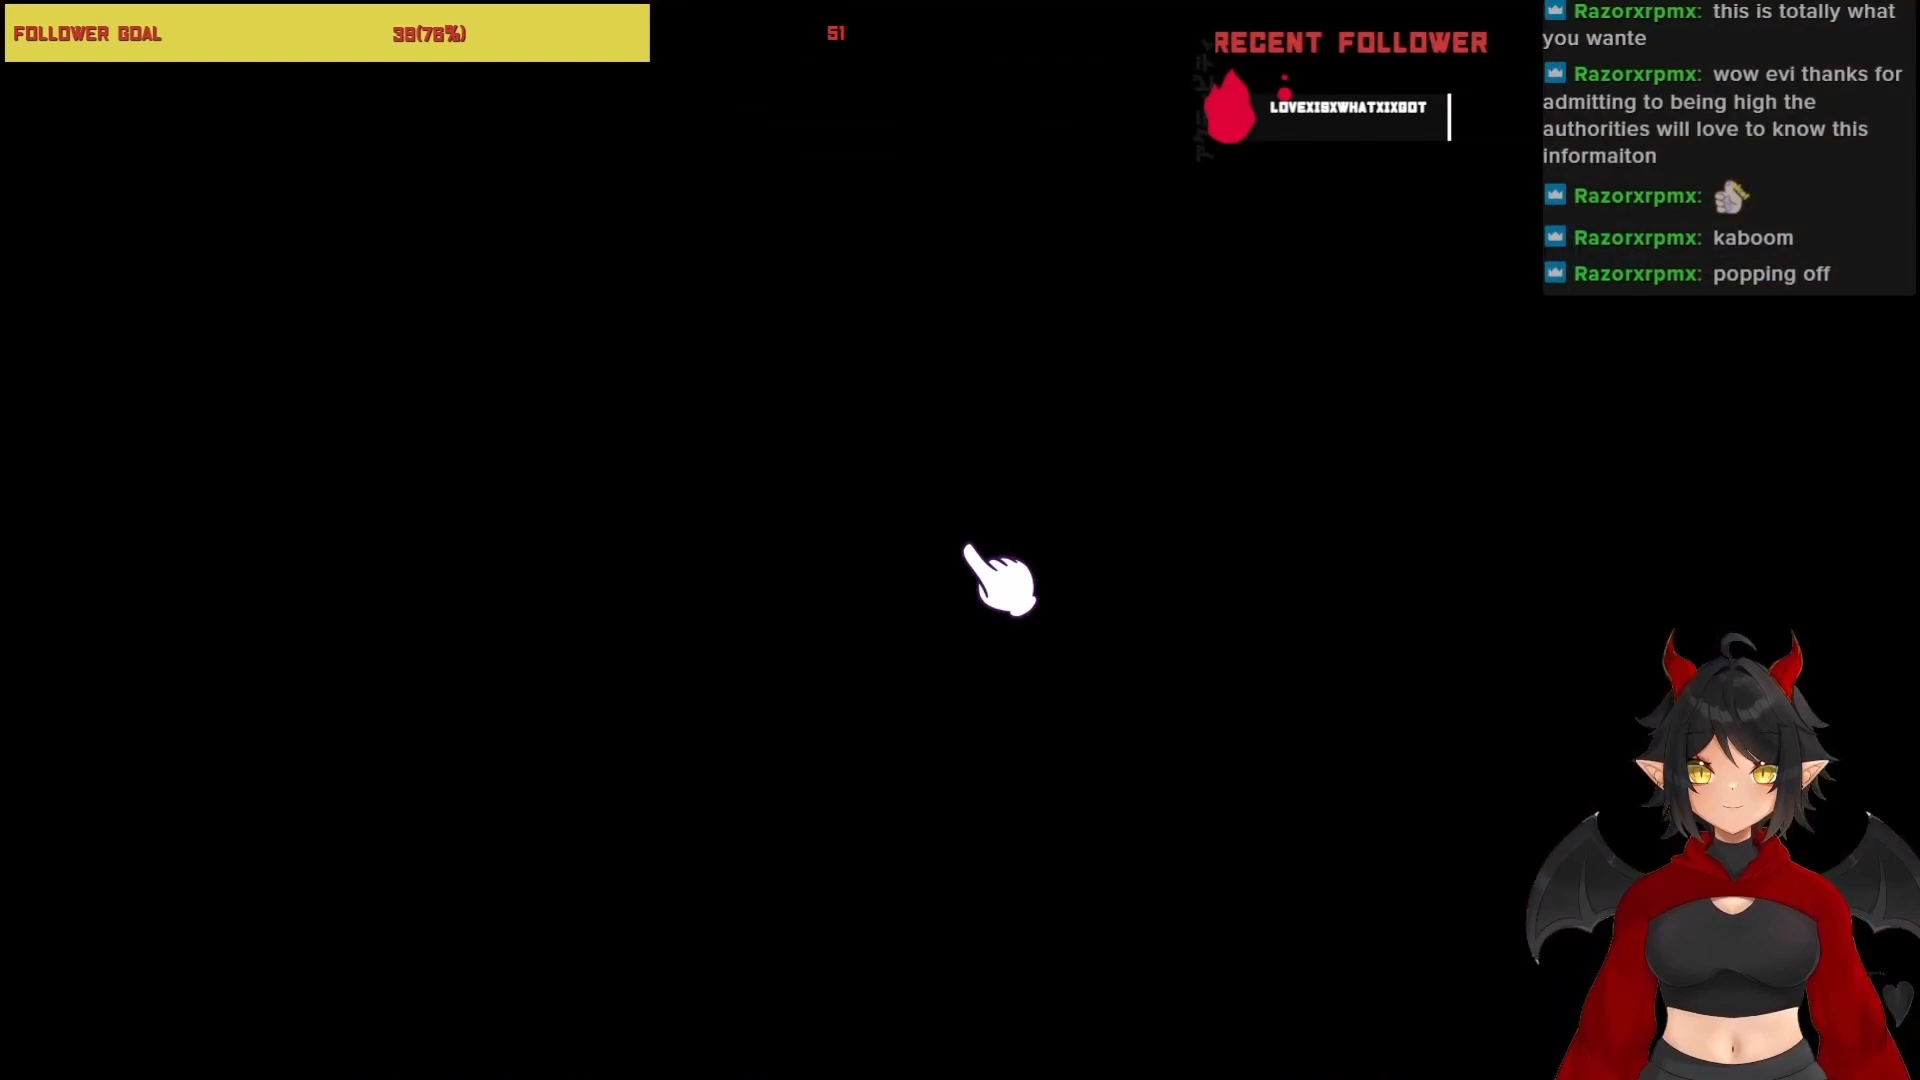 FOLLOWER GOAL 39(76%) 51
RECENT FOLLOWER
LOVEXISXWHATXIXGOT
Razorxrpmx: this is totally what
you wante
Razorxrpmx: wow evi thanks for
admitting to being high the
authorities will love to know this
informaiton
Razorxrpmx:
Razorxrpmx: kaboom
Razorxrpmx: popping off